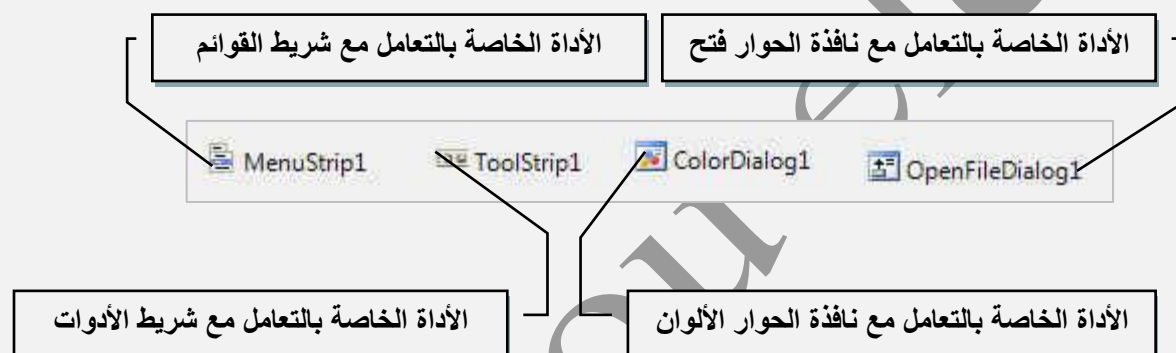 الأداة الخاصة بالتعامل مع نافذة الحوار فتح
الأداة الخاصة بالتعامل مع شريط القوائم
MenuStrip1 ToolStrip1 ColorDialog1 OpenFileDialog1
الأداة الخاصة بالتعامل مع نافذة الحوار الألوان
الأداة الخاصة بالتعامل مع شريط الأدوات